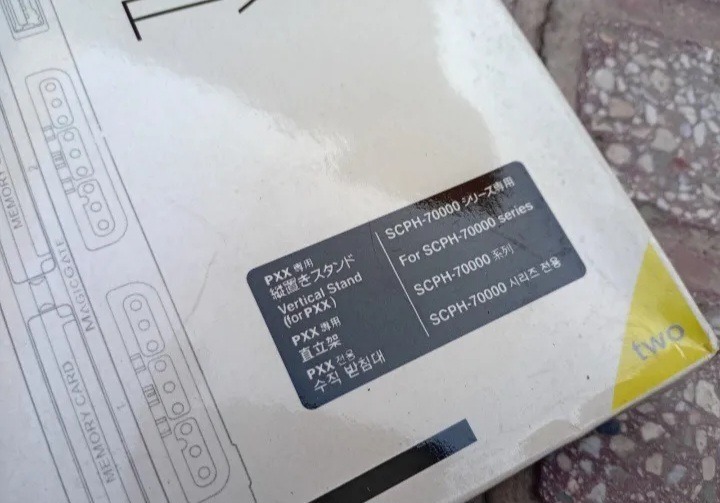 PXX 専用
縦置きスタンド
Vertical Stand
(for PXX)
PXX 専用
直立架
PXX 전용
수직 받침대
SCPH-70000 シリーズ専用
For SCPH-70000 series
SCPH-70000 系列
SCPH-70000 시리즈 전용
two
MEMORY
2
MAGICGATE
MEMORY CARD
1